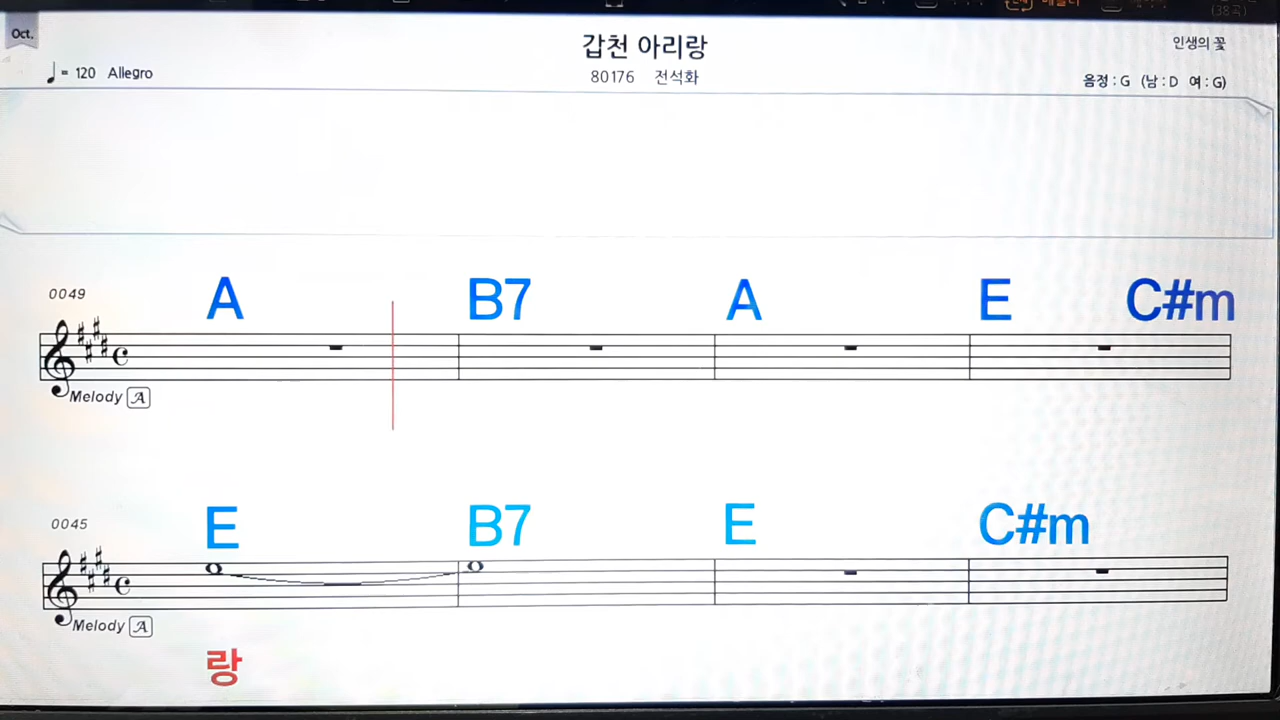 Oct.
갑천 아리랑
인생의 꽃
♩= 120 Allegro
80176 전석화
음정 : G (남 : D 여 : G)
0049
A B7 A E C#m
Melody A
0045
E B7 E C#m
Melody A
랑